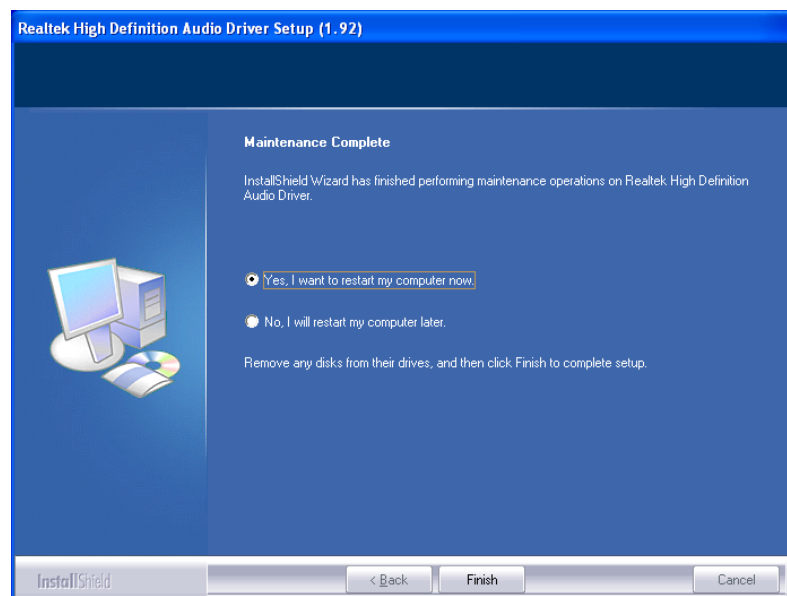 Realtek High Definition Audio Driver Setup (1.92)
Maintenance Complete
InstallShield Wizard has finished performing maintenance operations on Realtek High Definition
Audio Driver.
Yes, I want to restart my computer now.
No, I will restart my computer later.
Remove any disks from their drives, and then click Finish to complete setup.
InstallShield
< Back
Finish
Cancel